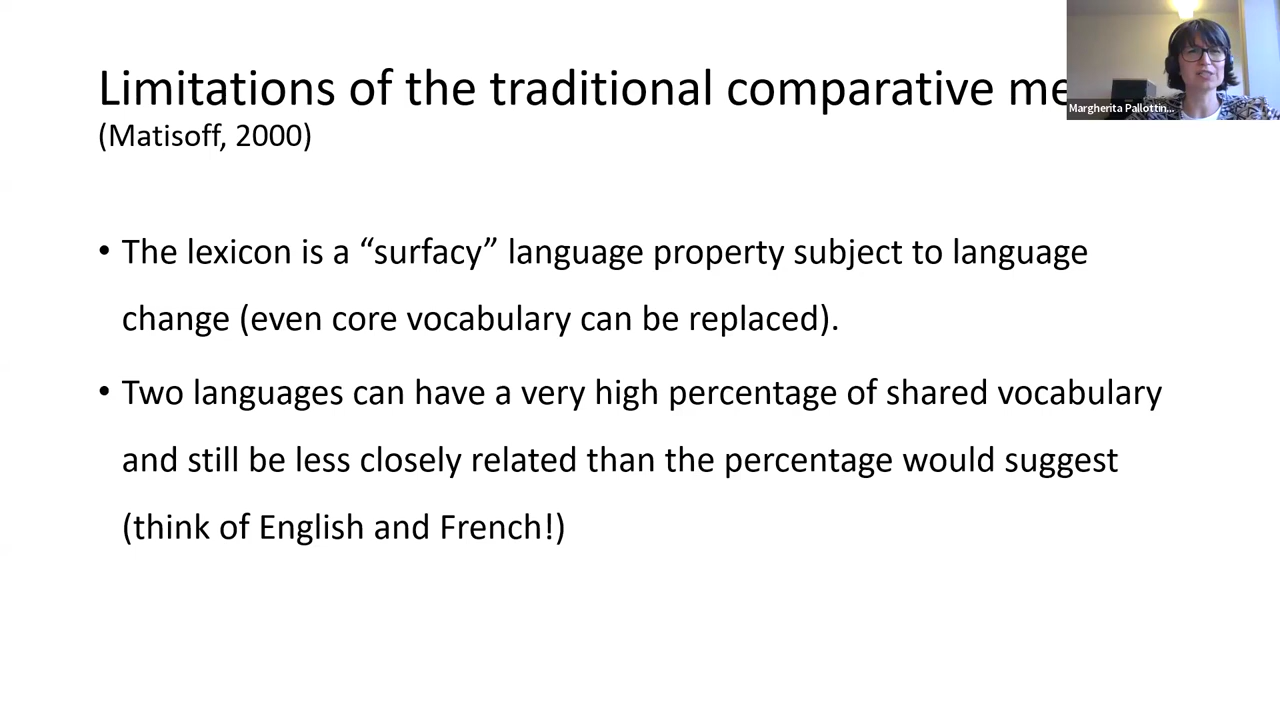 Limitations of the traditional comparative me
(Matisoff, 2000)
Margherita Pallottin...
• The lexicon is a “surfacy” language property subject to language
change (even core vocabulary can be replaced).
• Two languages can have a very high percentage of shared vocabulary
and still be less closely related than the percentage would suggest
(think of English and French!)